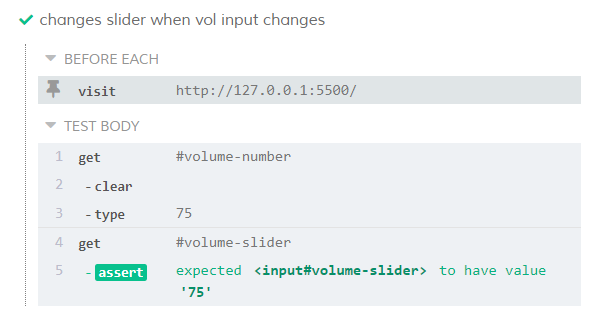 changes slider when vol input changes
BEFORE EACH
visit http://127.0.0.1:5500/
TEST BODY
1 get #volume-number
2 -clear
3 -type 75
4 get #volume-slider
5 -assert expected <input#volume-slider> to have value
'75'